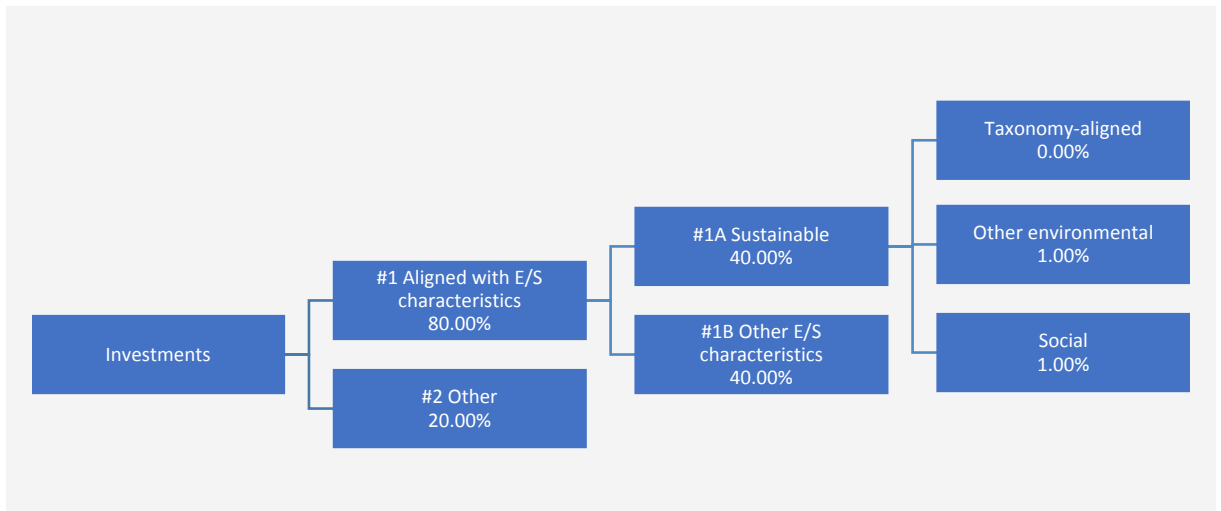 Investments
#1 Aligned with E/S
characteristics
80.00%
#2 Other
20.00%
#1A Sustainable
40.00%
#1B Other E/S
characteristics
40.00%
Taxonomy-aligned
0.00%
Other environmental
1.00%
Social
1.00%